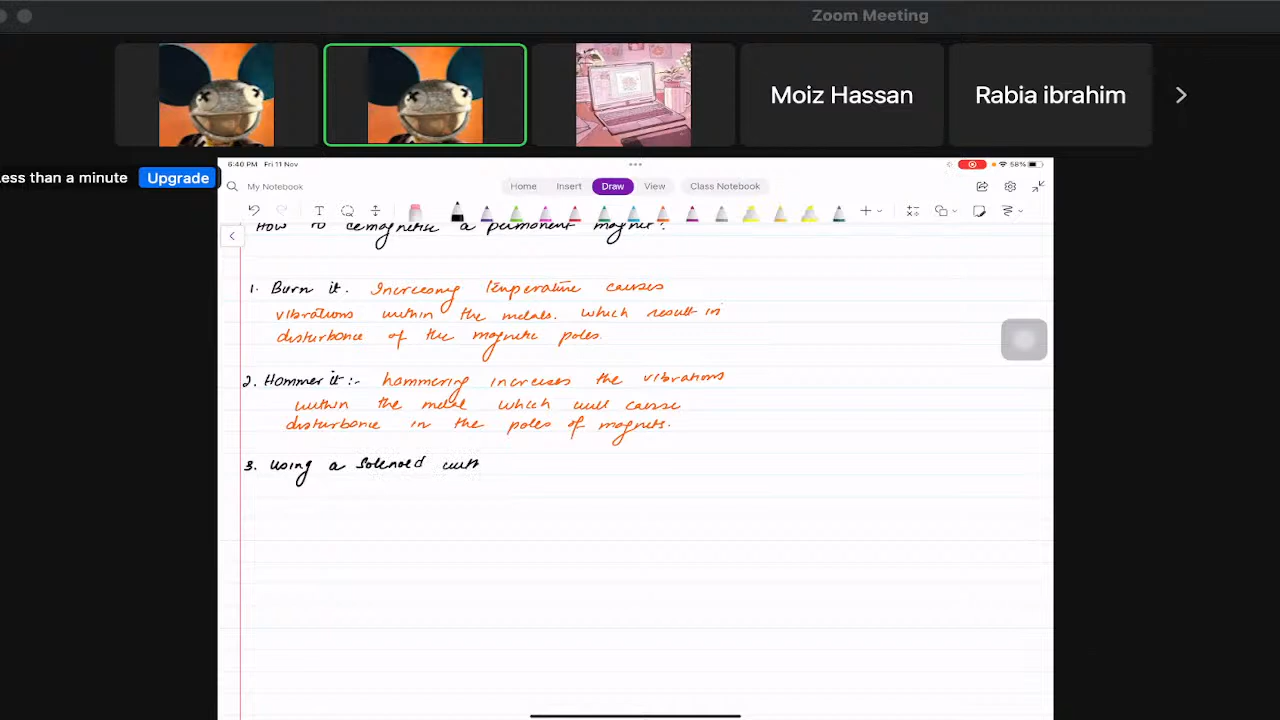 Zoom Meeting
Moiz Hassan
Rabia ibrahim
ess than a minute
Upgrade
6:40 PM Fri 11 Nov
58%
My Notebook
Home Insert Draw View Class Notebook
How to demagnetise a permanent magnet?
1. Burn it. Increasing temperature causes
vibrations within the metals. which result in
disturbance of the magnetic poles.
2. Hammer it:- hammering increases the vibrations
within the metal which will cause
disturbance in the poles of magnets.
3. Using a Solenoid with